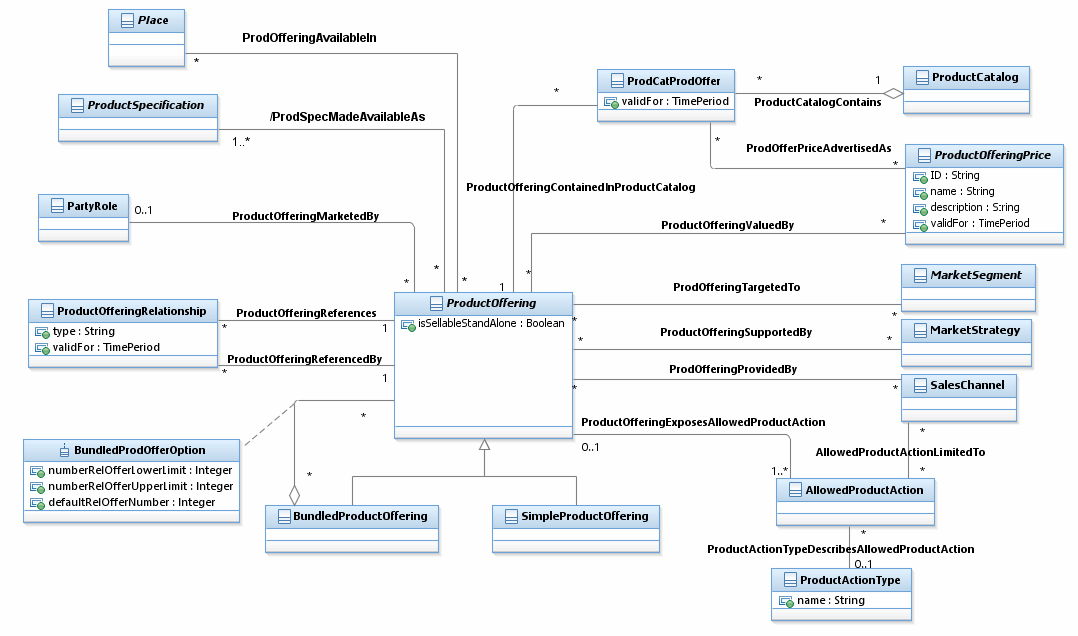 Place
ProdOfferingAvailableIn
*
ProductSpecification
/ProdSpecMadeAvailableAs
1..*
ProdCatProdOffer
validFor : TimePeriod
*
*
1
ProductCatalog
ProductCatalogContains
*
ProdOfferPriceAdvertisedAs
*
ProductOfferingPrice
ID : String
name : String
description : String
validFor : TimePeriod
ProductOfferingContainedInProductCatalog
PartyRole
0..1
ProductOfferingMarketedBy
ProductOfferingValuedBy
*
*
*
*
1
*
ProductOffering
isSellableStandAlone : Boolean
ProdOfferingTargetedTo
MarketSegment
*
*
ProductOfferingRelationship
type : String
validFor : TimePeriod
ProductOfferingReferences
*
1
ProductOfferingReferencedBy
*
1
ProductOfferingSupportedBy
*
*
MarketStrategy
ProdOfferingProvidedBy
*
*
SalesChannel
*
ProductOfferingExposesAllowedProductAction
0..1
1..*
AllowedProductActionLimitedTo
*
*
BundledProdOfferOption
numberRelOfferLowerLimit : Integer
numberRelOfferUpperLimit : Integer
defaultRelOfferNumber : Integer
*
BundledProductOffering
SimpleProductOffering
AllowedProductAction
*
ProductActionTypeDescribesAllowedProductAction
0..1
ProductActionType
name : String